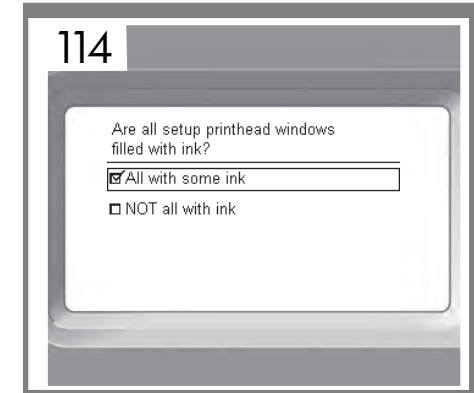 114
Are all setup printhead windows
filled with ink?
All with some ink
NOT all with ink